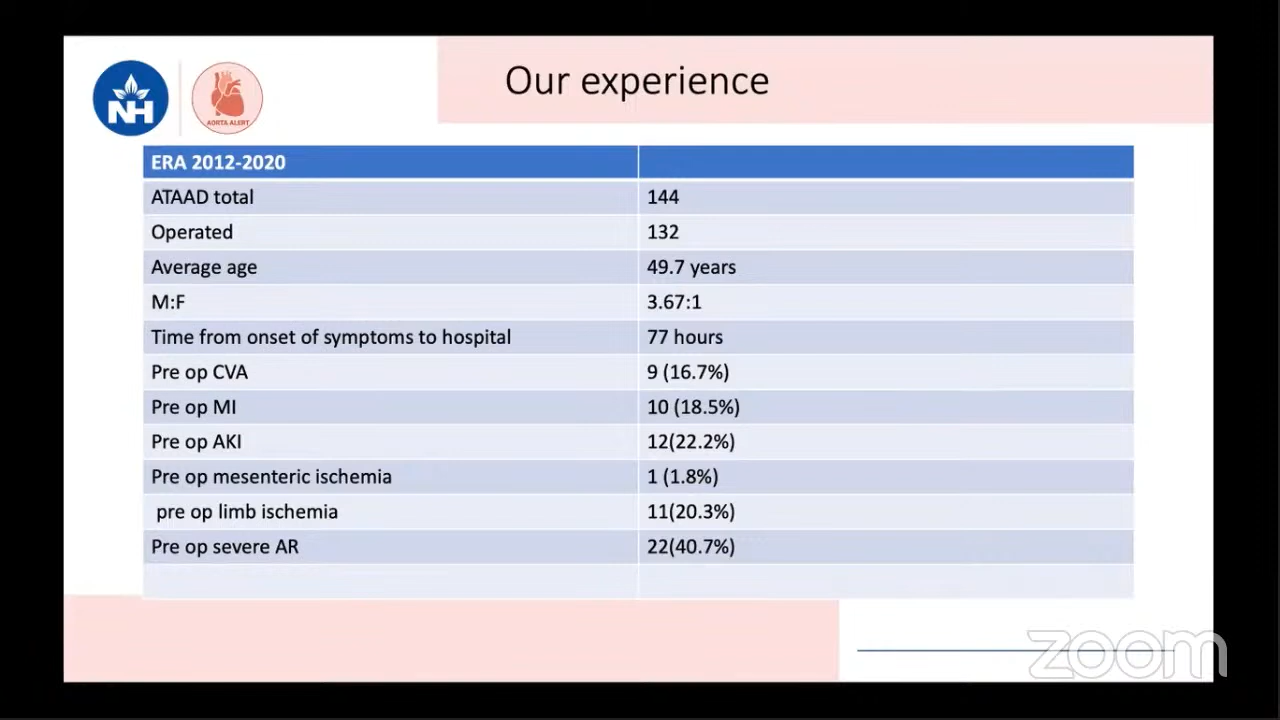 NH
AORTA ALERT
Our experience
ERA 2012-2020
ATAAD total 144
Operated 132
Average age 49.7 years
M:F 3.67:1
Time from onset of symptoms to hospital 77 hours
Pre op CVA 9 (16.7%)
Pre op MI 10 (18.5%)
Pre op AKI 12(22.2%)
Pre op mesenteric ischemia 1 (1.8%)
pre op limb ischemia 11(20.3%)
Pre op severe AR 22(40.7%)
zoom